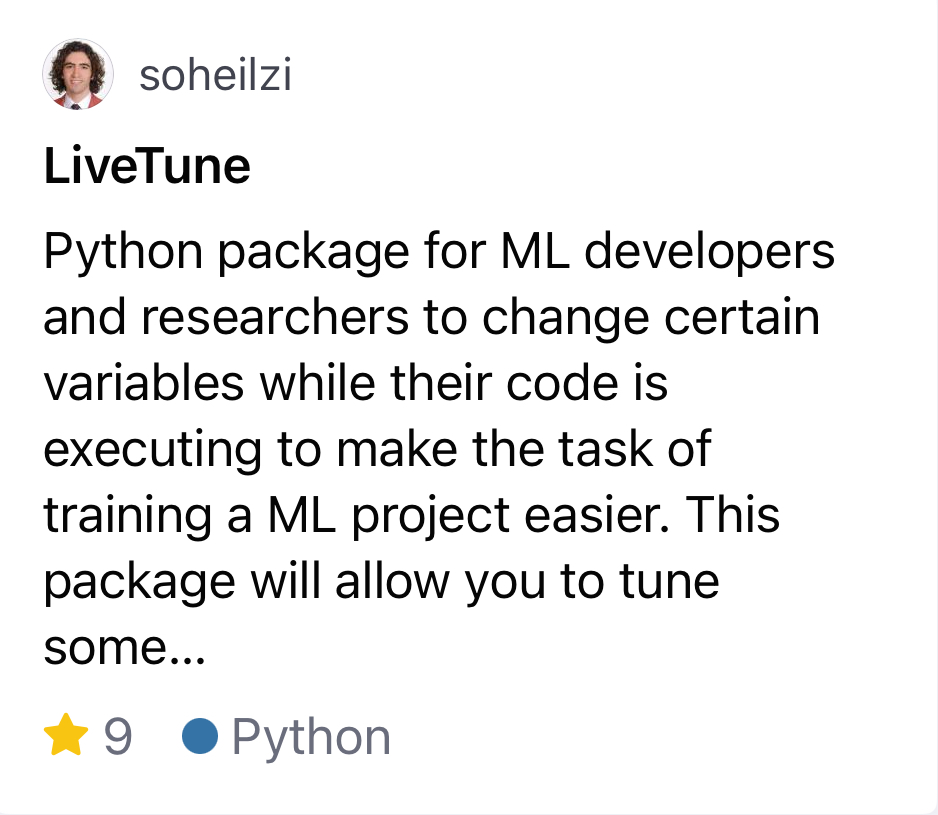 soheilzi
LiveTune
Python package for ML developers
and researchers to change certain
variables while their code is
executing to make the task of
training a ML project easier. This
package will allow you to tune
some...
9 Python